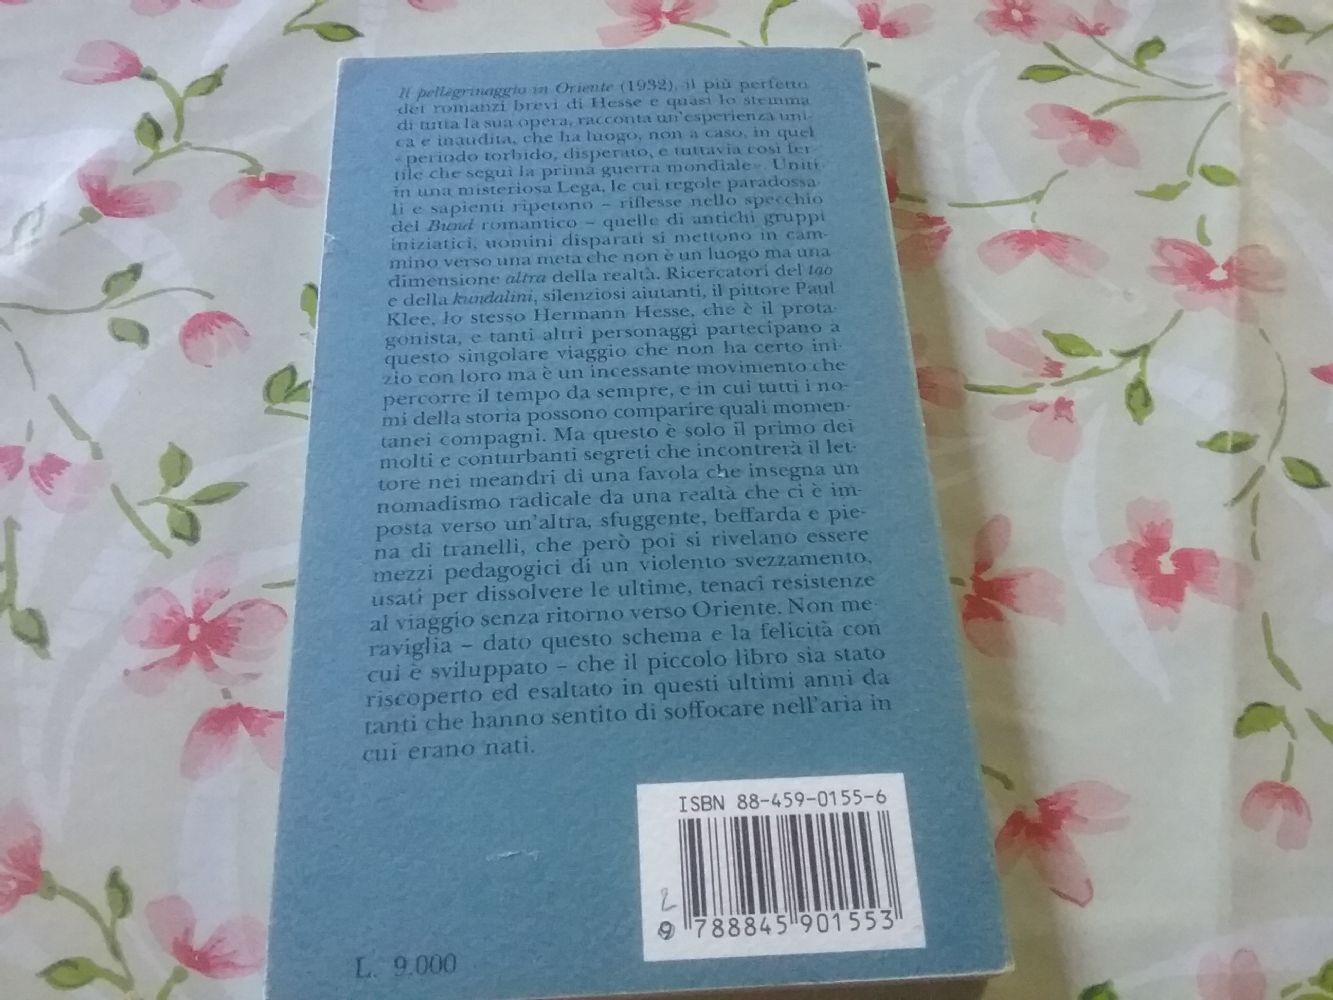 Il pellegrinaggio in Oriente (1932), il più perfetto
dei romanzi brevi di Hesse e quasi lo stemma
di tutta la sua opera, racconta un'esperienza uni-
ca e inaudita, che ha luogo, non a caso, in quel
«periodo torbido, disperato, e tuttavia così fer-
tile che seguì la prima guerra mondiale». Uniti
in una misteriosa Lega, le cui regole paradossa-
li e sapienti ripetono – riflesse nello specchio
del Bund romantico – quelle di antichi gruppi
iniziatici, uomini disparati si mettono in cam-
mino verso una meta che non è un luogo ma una
dimensione altra della realtà. Ricercatori del tao
e della kundalini, silenziosi aiutanti, il pittore Paul
Klee, lo stesso Hermann Hesse, che è il prota-
gonista, e tanti altri personaggi partecipano a
questo singolare viaggio che non ha certo ini-
zio con loro ma è un incessante movimento che
percorre il tempo da sempre, e in cui tutti i no-
mi della storia possono comparire quali momen-
tanei compagni. Ma questo è solo il primo dei
molti e conturbanti segreti che incontrerà il let-
tore nei meandri di una favola che insegna un
nomadismo radicale da una realtà che ci è im-
posta verso un'altra, sfuggente, beffarda e pie-
na di tranelli, che però poi si rivelano essere
mezzi pedagogici di un violento svezzamento,
usati per dissolvere le ultime, tenaci resistenze
al viaggio senza ritorno verso Oriente. Non me-
raviglia – dato questo schema e la felicità con
cui è sviluppato – che il piccolo libro sia stato
riscoperto ed esaltato in questi ultimi anni da
tanti che hanno sentito di soffocare nell'aria in
cui erano nati.
ISBN 88-459-0155-6
9 788845 901553
L. 9.000